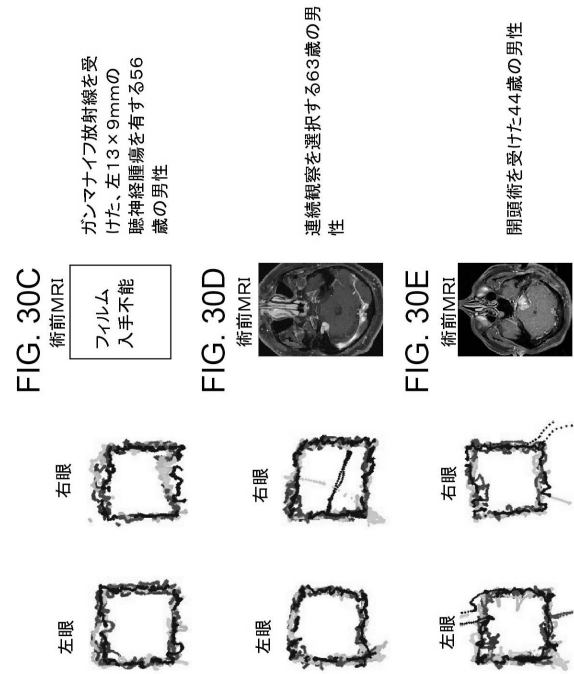 FIG. 30C
術前MRI
フィルム
入手不能
左眼
右眼
ガンマナイフ放射線を受
けた、左13×9mmの
聴神経腫瘍を有する56
歳の男性
FIG. 30D
術前MRI
左眼
右眼
連続観察を選択する63歳の男
性
FIG. 30E
術前MRI
左眼
右眼
開頭術を受けた44歳の男性